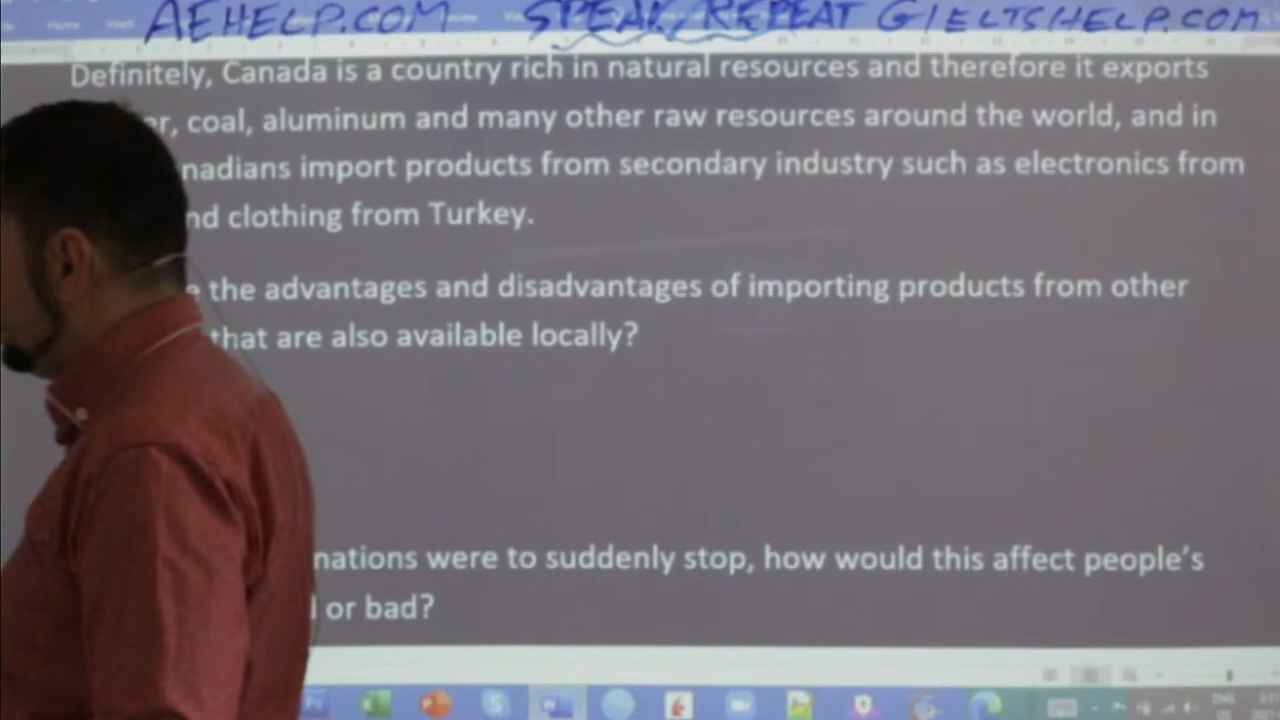 AEHELP.COM SPEAK, REPEAT GIELTSHELP.COM
Definitely, Canada is a country rich in natural resources and therefore it exports
r, coal, aluminum and many other raw resources around the world, and in
nadians import products from secondary industry such as electronics from
nd clothing from Turkey.
the advantages and disadvantages of importing products from other
that are also available locally?
nations were to suddenly stop, how would this affect people's
or bad?